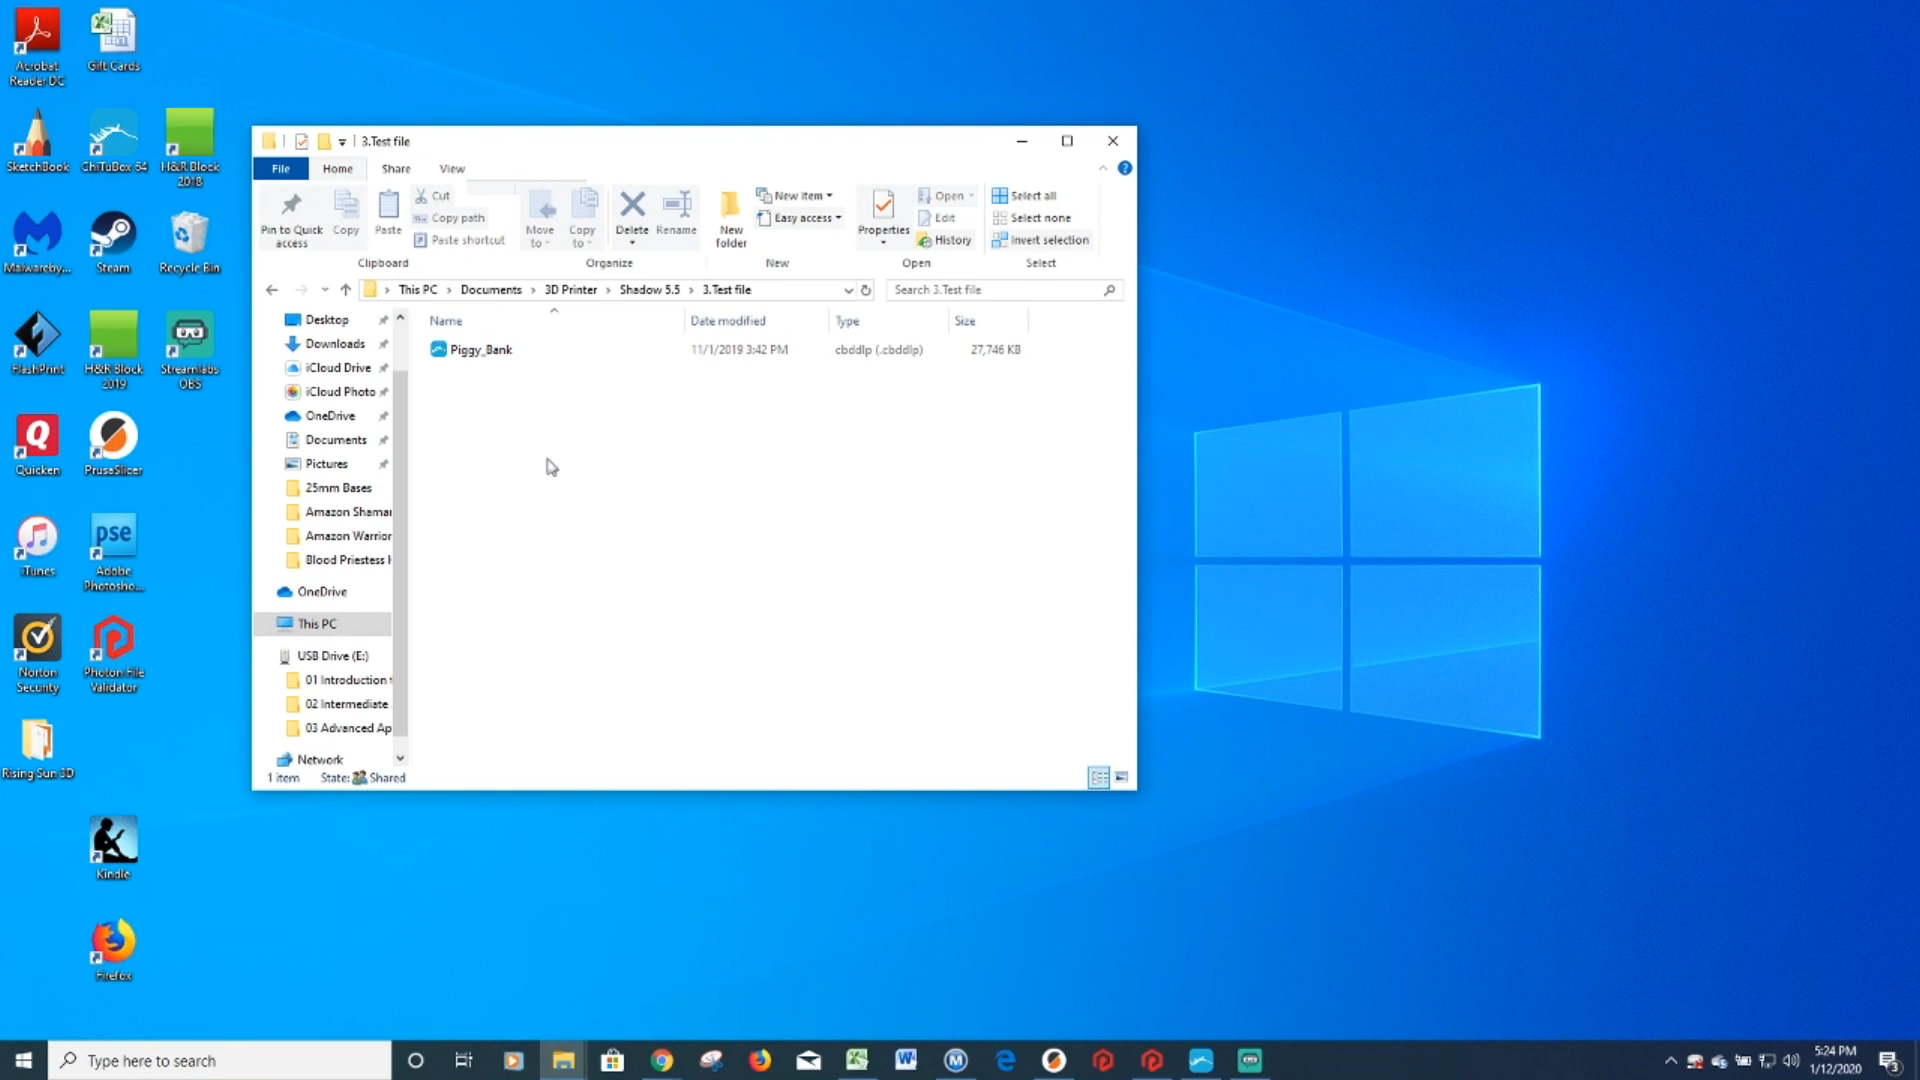 Acrobat
Reader DC
Gift Cards
SketchBook
ChiTuBox 64
H&R Block
2018
Malwareby...
Steam
Recycle Bin
FlashPrint
H&R Block
2019
Streamlabs
OBS
Quicken
PrusaSlicer
iTunes
pse
Adobe
Photosho...
Norton
Security
Photon File
Validator
Rising Sun 3D
Kindle
Firefox
3.Test file
File Home Share View
Pin to Quick
access
Copy
Paste
Cut
Copy path
Paste shortcut
Clipboard
Move
to
Copy
to
Delete
Rename
Organize
New
folder
New item
Easy access
New
Properties
Open
Edit
History
Open
Select all
Select none
Invert selection
Select
This PC > Documents > 3D Printer > Shadow 5.5 > 3.Test file
Search 3.Test file
Name Date modified Type Size
Piggy_Bank 11/1/2019 3:42 PM cbddlp (.cbddlp) 27,746 KB
Desktop
Downloads
iCloud Drive
iCloud Photo
OneDrive
Documents
Pictures
25mm Bases
Amazon Shaman
Amazon Warrior
Blood Priestess
OneDrive
This PC
USB Drive (E:)
01 Introduction
02 Intermediate
03 Advanced Ap
Network
1 item State: Shared
Type here to search
5:24 PM
1/12/2020
3